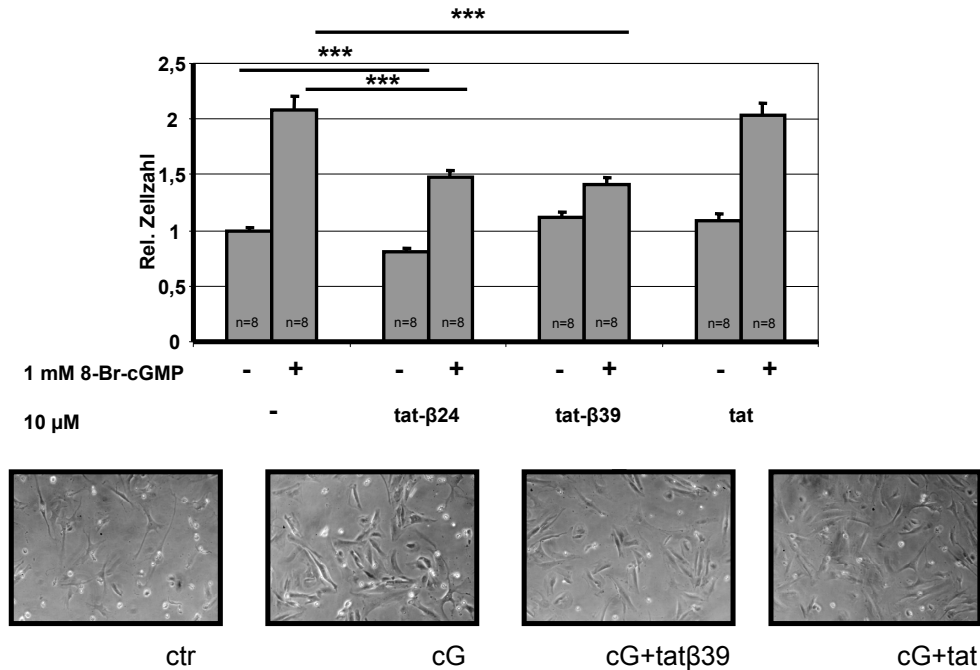 ***
***
***
2,5
2
1,5
1
0,5
0
Rel. Zellzahl
n=8 n=8 n=8 n=8 n=8 n=8 n=8 n=8
1 mM 8-Br-cGMP - + - + - + - +
10 µM - tat-β24 tat-β39 tat
ctr cG cG+tatβ39 cG+tat